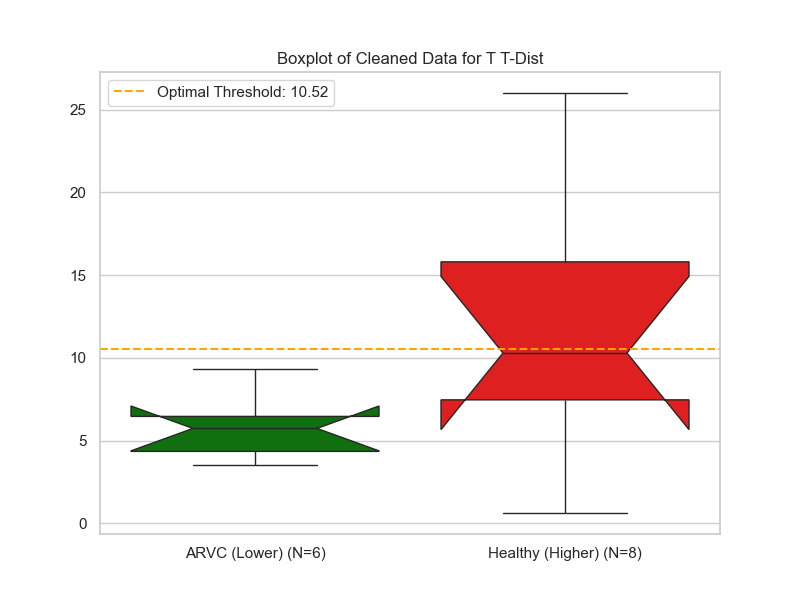 Boxplot of Cleaned Data for T T-Dist
Optimal Threshold: 10.52
25
20
15
10
5
0
ARVC (Lower) (N=6)
Healthy (Higher) (N=8)